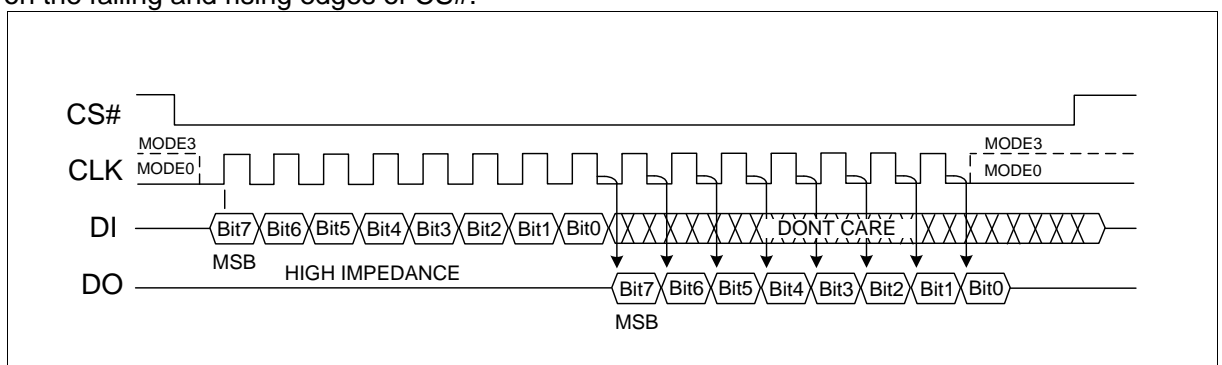 on the falling and rising edges of CS#.
CS#
MODE3 MODE3
CLK MODE0 MODE0
DI Bit7 Bit6 Bit5 Bit4 Bit3 Bit2 Bit1 Bit0 DONT CARE
MSB HIGH IMPEDANCE
DO Bit7 Bit6 Bit5 Bit4 Bit3 Bit2 Bit1 Bit0
MSB